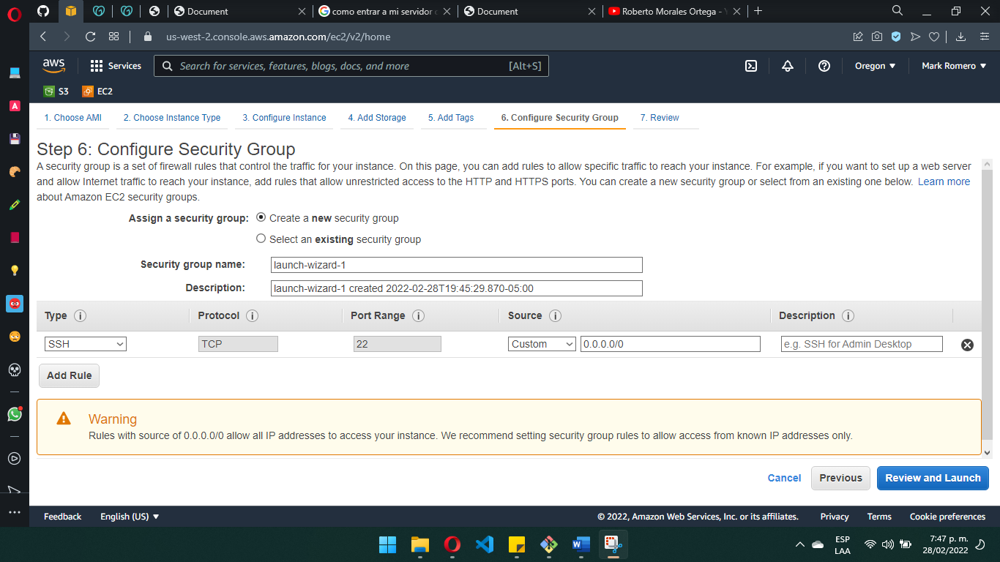 Document
como entrar a mi servidor
Document
Roberto Morales Ortega -
us-west-2.console.aws.amazon.com/ec2/v2/home
aws
Services
Search for services, features, blogs, docs, and more
[Alt+S]
Oregon ▼
Mark Romero ▼
S3
EC2
1. Choose AMI
2. Choose Instance Type
3. Configure Instance
4. Add Storage
5. Add Tags
6. Configure Security Group
7. Review
Step 6: Configure Security Group
A security group is a set of firewall rules that control the traffic for your instance. On this page, you can add rules to allow specific traffic to reach your instance. For example, if you want to set up a web server
and allow Internet traffic to reach your instance, add rules that allow unrestricted access to the HTTP and HTTPS ports. You can create a new security group or select from an existing one below. Learn more
about Amazon EC2 security groups.
Assign a security group:
Create a new security group
Select an existing security group
Security group name:
launch-wizard-1
Description:
launch-wizard-1 created 2022-02-28T19:45:29.870-05:00
Type
Protocol
Port Range
Source
Description
SSH
TCP
22
Custom
0.0.0.0/0
e.g. SSH for Admin Desktop
Add Rule
Warning
Rules with source of 0.0.0.0/0 allow all IP addresses to access your instance. We recommend setting security group rules to allow access from known IP addresses only.
Cancel
Previous
Review and Launch
Feedback
English (US) ▼
© 2022, Amazon Web Services, Inc. or its affiliates.
Privacy
Terms
Cookie preferences
ESP
LAA
7:47 p. m.
28/02/2022